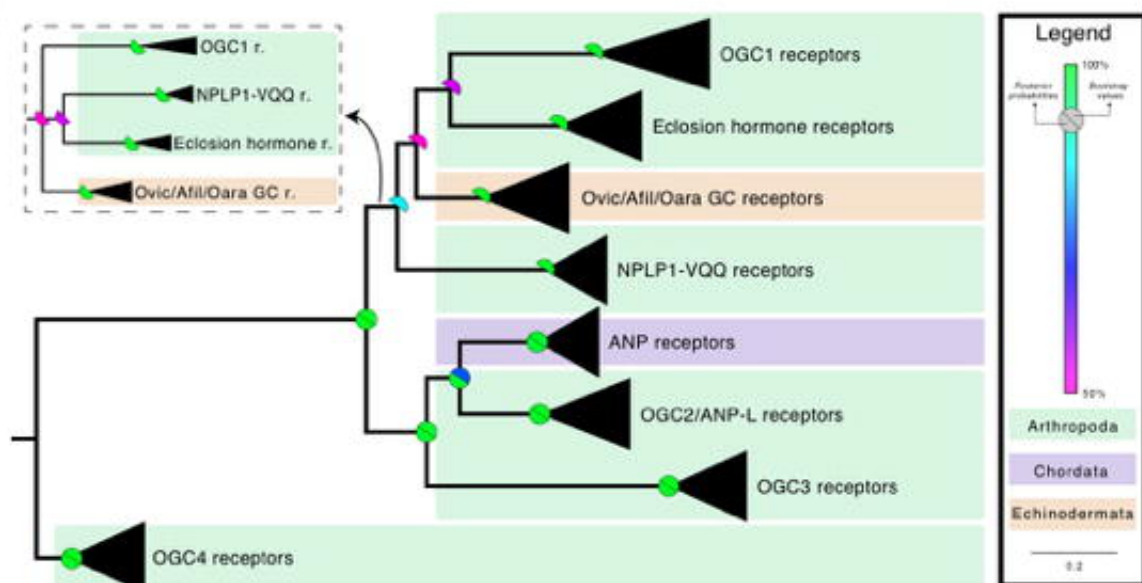 OGC1 r.
NPLP1-VQQ r.
Eclosion hormone r.
Ovic/Afil/Oara GC r.
OGC1 receptors
Eclosion hormone receptors
Ovic/Afil/Oara GC receptors
NPLP1-VQQ receptors
ANP receptors
OGC2/ANP-L receptors
OGC3 receptors
OGC4 receptors
Legend
100%
Posterior probabilities
Bootstrap values
50%
Arthropoda
Chordata
Echinodermata
0.2